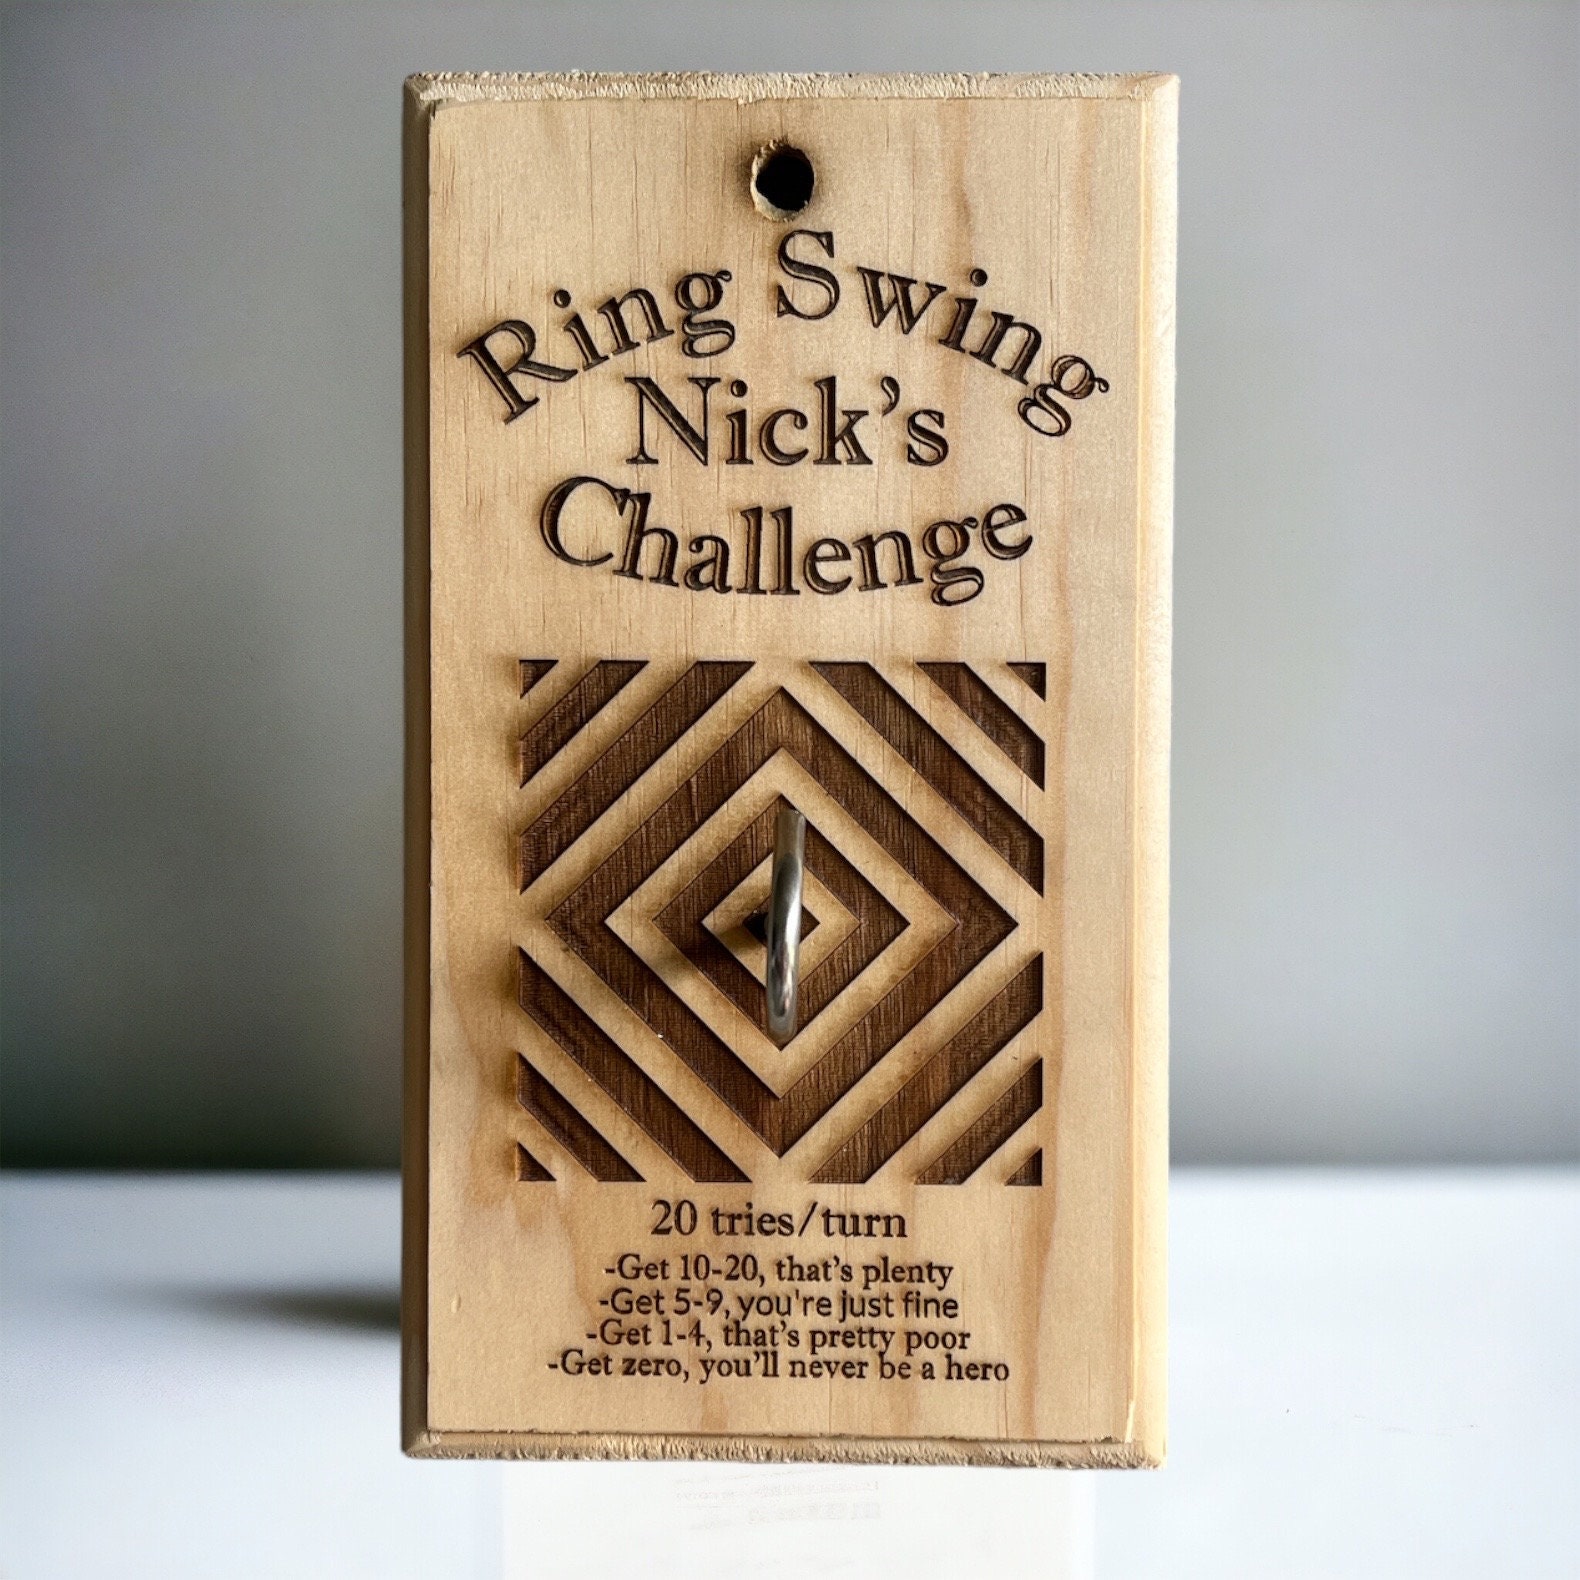 Ring Swing
Nick’s
Challenge
20 tries/turn
-Get 10-20, that’s plenty
-Get 5-9, you're just fine
-Get 1-4, that’s pretty poor
-Get zero, you’ll never be a hero